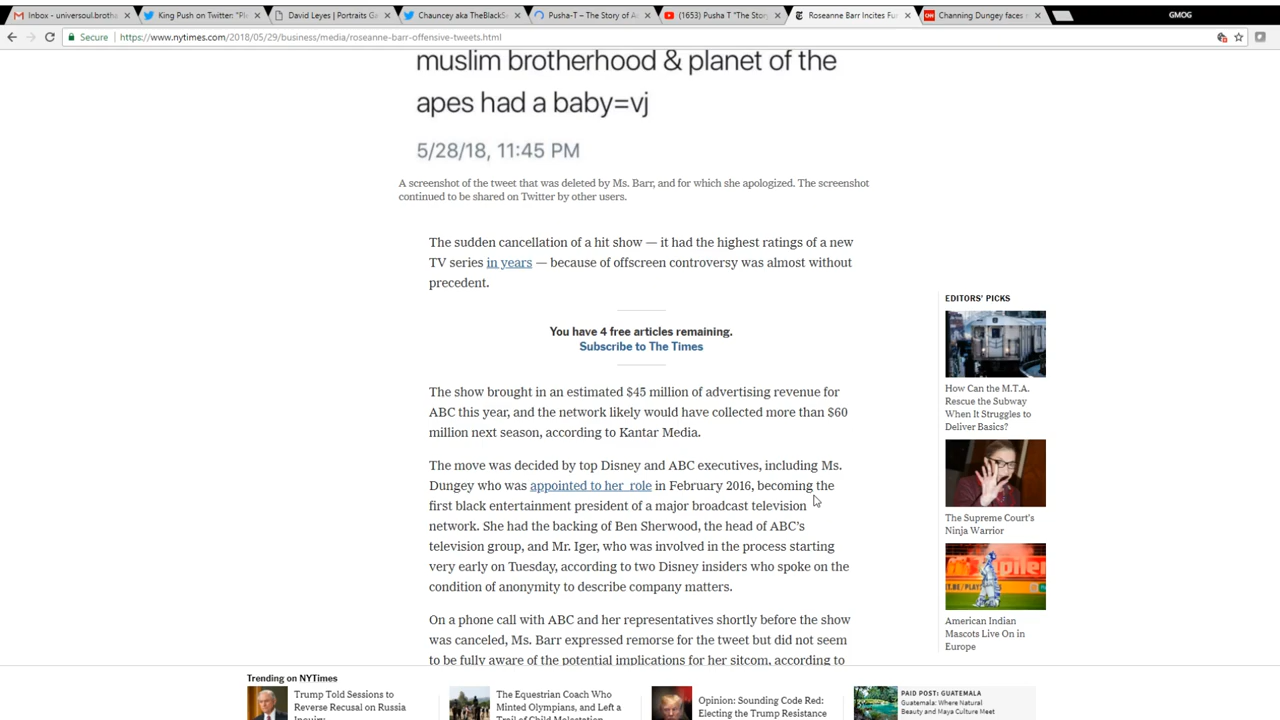 Inbox - universoul.broth
King Push on Twitter: "Ple
David Leyes | Portraits Ga
Chauncey aka TheBlackS
Pusha-T – The Story of A
(1653) Pusha T "The Stor
Roseanne Barr Incites Fu
Channing Dungey faces
GMOG
Secure
https://www.nytimes.com/2018/05/29/business/media/roseanne-barr-offensive-tweets.html
muslim brotherhood & planet of the
apes had a baby=vj
5/28/18, 11:45 PM
A screenshot of the tweet that was deleted by Ms. Barr, and for which she apologized. The screenshot
continued to be shared on Twitter by other users.
The sudden cancellation of a hit show — it had the highest ratings of a new
TV series in years — because of offscreen controversy was almost without
precedent.
You have 4 free articles remaining.
Subscribe to The Times
The show brought in an estimated $45 million of advertising revenue for
ABC this year, and the network likely would have collected more than $60
million next season, according to Kantar Media.
The move was decided by top Disney and ABC executives, including Ms.
Dungey who was appointed to her role in February 2016, becoming the
first black entertainment president of a major broadcast television
network. She had the backing of Ben Sherwood, the head of ABC's
television group, and Mr. Iger, who was involved in the process starting
very early on Tuesday, according to two Disney insiders who spoke on the
condition of anonymity to describe company matters.
On a phone call with ABC and her representatives shortly before the show
was canceled, Ms. Barr expressed remorse for the tweet but did not seem
to be fully aware of the potential implications for her sitcom, according to
EDITORS' PICKS
How Can the M.T.A.
Rescue the Subway
When It Struggles to
Deliver Basics?
The Supreme Court's
Ninja Warrior
American Indian
Mascots Live On in
Europe
Trending on NYTimes
Trump Told Sessions to
Reverse Recusal on Russia
Inquiry
The Equestrian Coach Who
Minted Olympians, and Left a
Trail of Child Molestation
Opinion: Sounding Code Red:
Electing the Trump Resistance
PAID POST: GUATEMALA
Guatemala: Where Natural
Beauty and Maya Culture Meet